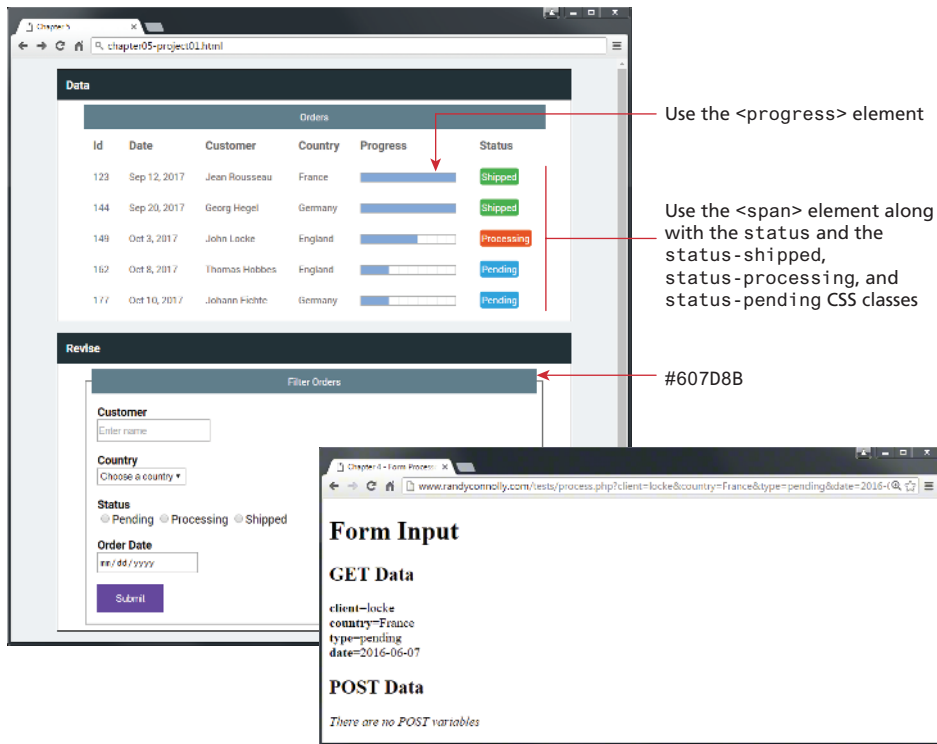 Chapter 5
chapter05-project01.html
Data
Orders
Id Date Customer Country Progress Status
123 Sep 12, 2017 Jean Rousseau France Shipped
144 Sep 20, 2017 Georg Hegel Germany Shipped
149 Oct 3, 2017 John Locke England Processing
162 Oct 8, 2017 Thomas Hobbes England Pending
177 Oct 10, 2017 Johann Fichte Germany Pending
Use the <progress> element
Use the <span> element along
with the status and the
status-shipped,
status-processing, and
status-pending CSS classes
Revise
Filter Orders
#607D8B
Customer
Enter name
Country
Choose a country
Status
Pending Processing Shipped
Order Date
mm/dd/yyyy
Submit
Chapter 4 - Form Process
www.randyconnolly.com/tests/process.php?client=locke&country=France&type=pending&date=2016-(
Form Input
GET Data
client=locke
country=France
type=pending
date=2016-06-07
POST Data
There are no POST variables